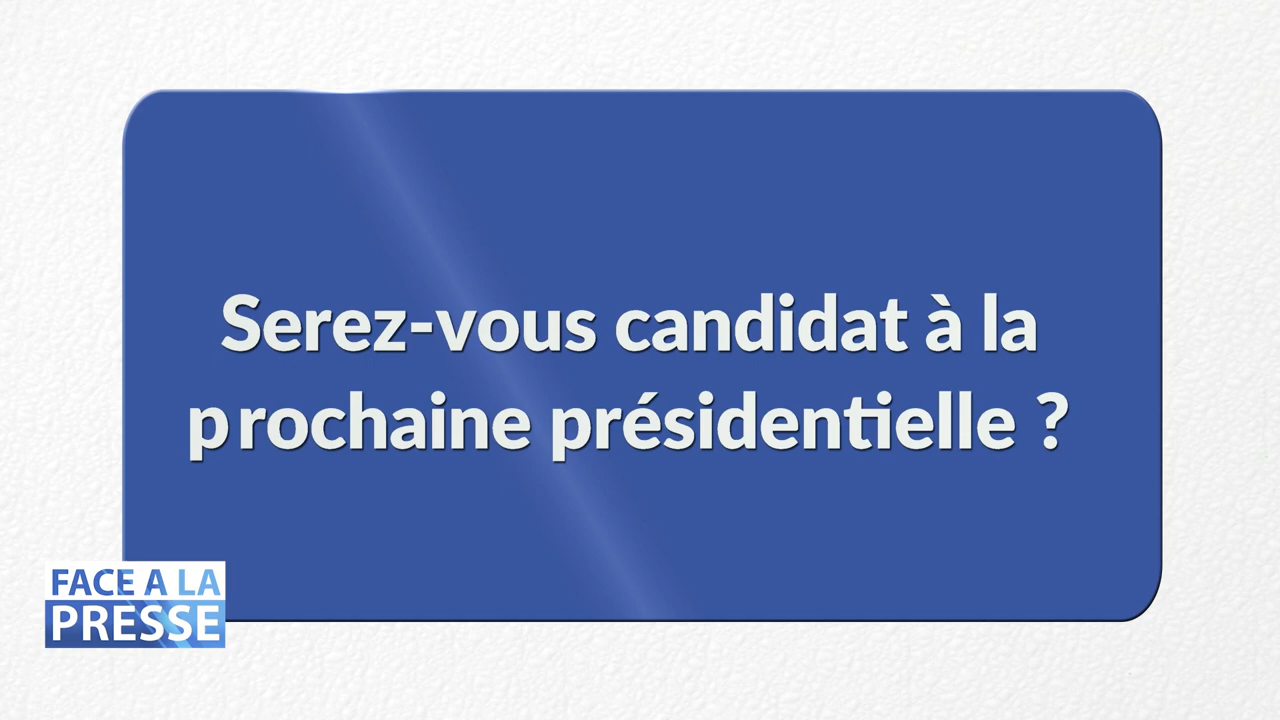 Serez-vous candidat à la
prochaine présidentielle ?
FACE A LA
PRESSE